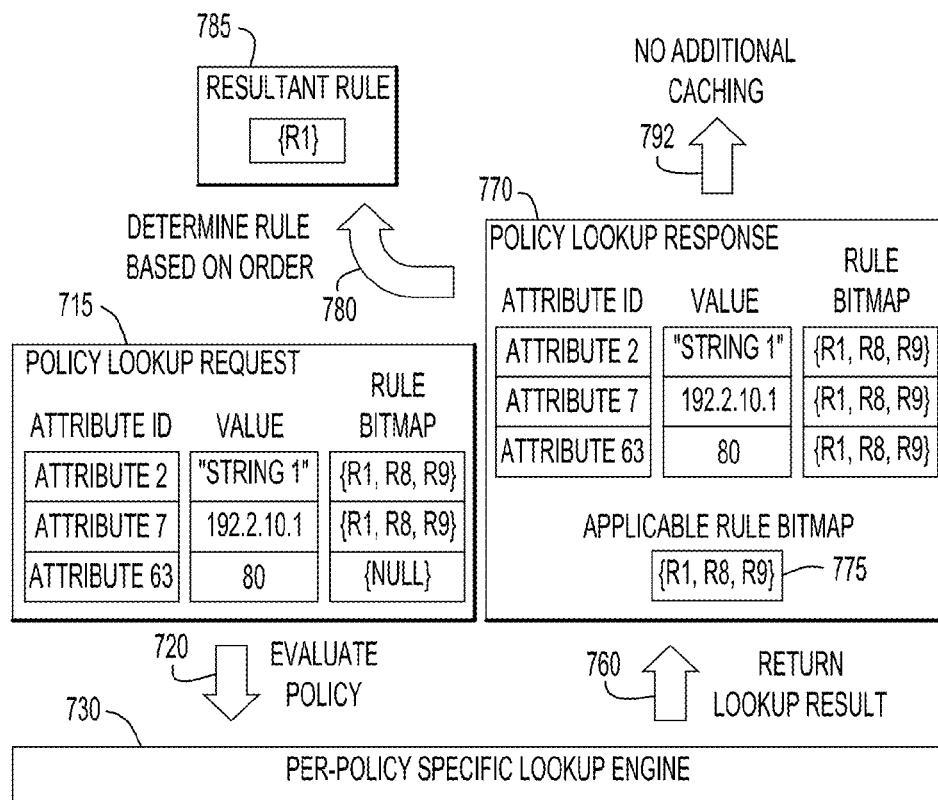 785
RESULTANT RULE
{R1}
NO ADDITIONAL
CACHING
792
DETERMINE RULE
BASED ON ORDER
780
770
POLICY LOOKUP RESPONSE
ATTRIBUTE ID VALUE RULE
BITMAP
ATTRIBUTE 2 "STRING 1" {R1, R8, R9}
ATTRIBUTE 7 192.2.10.1 {R1, R8, R9}
ATTRIBUTE 63 80 {R1, R8, R9}
APPLICABLE RULE BITMAP
{R1, R8, R9} 775
715
POLICY LOOKUP REQUEST
ATTRIBUTE ID VALUE RULE
BITMAP
ATTRIBUTE 2 "STRING 1" {R1, R8, R9}
ATTRIBUTE 7 192.2.10.1 {R1, R8, R9}
ATTRIBUTE 63 80 {NULL}
720
EVALUATE
POLICY
760
RETURN
LOOKUP RESULT
730
PER-POLICY SPECIFIC LOOKUP ENGINE